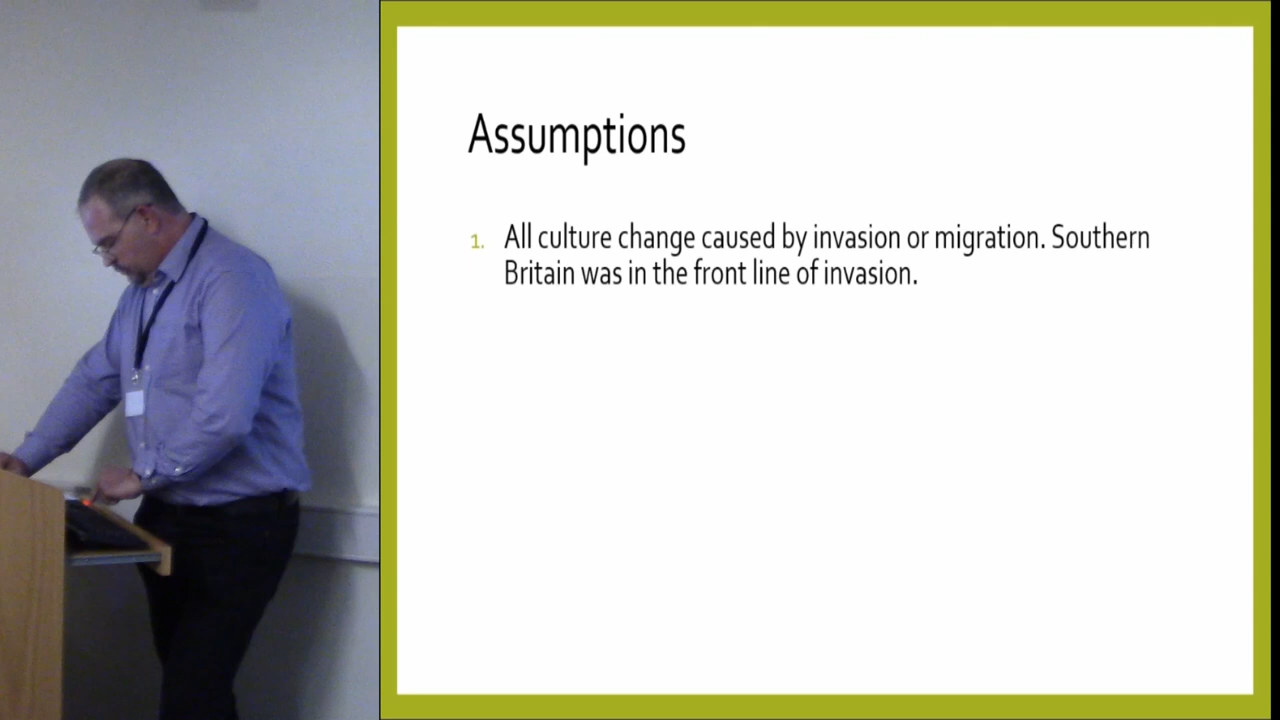 Assumptions
1. All culture change caused by invasion or migration. Southern
Britain was in the front line of invasion.